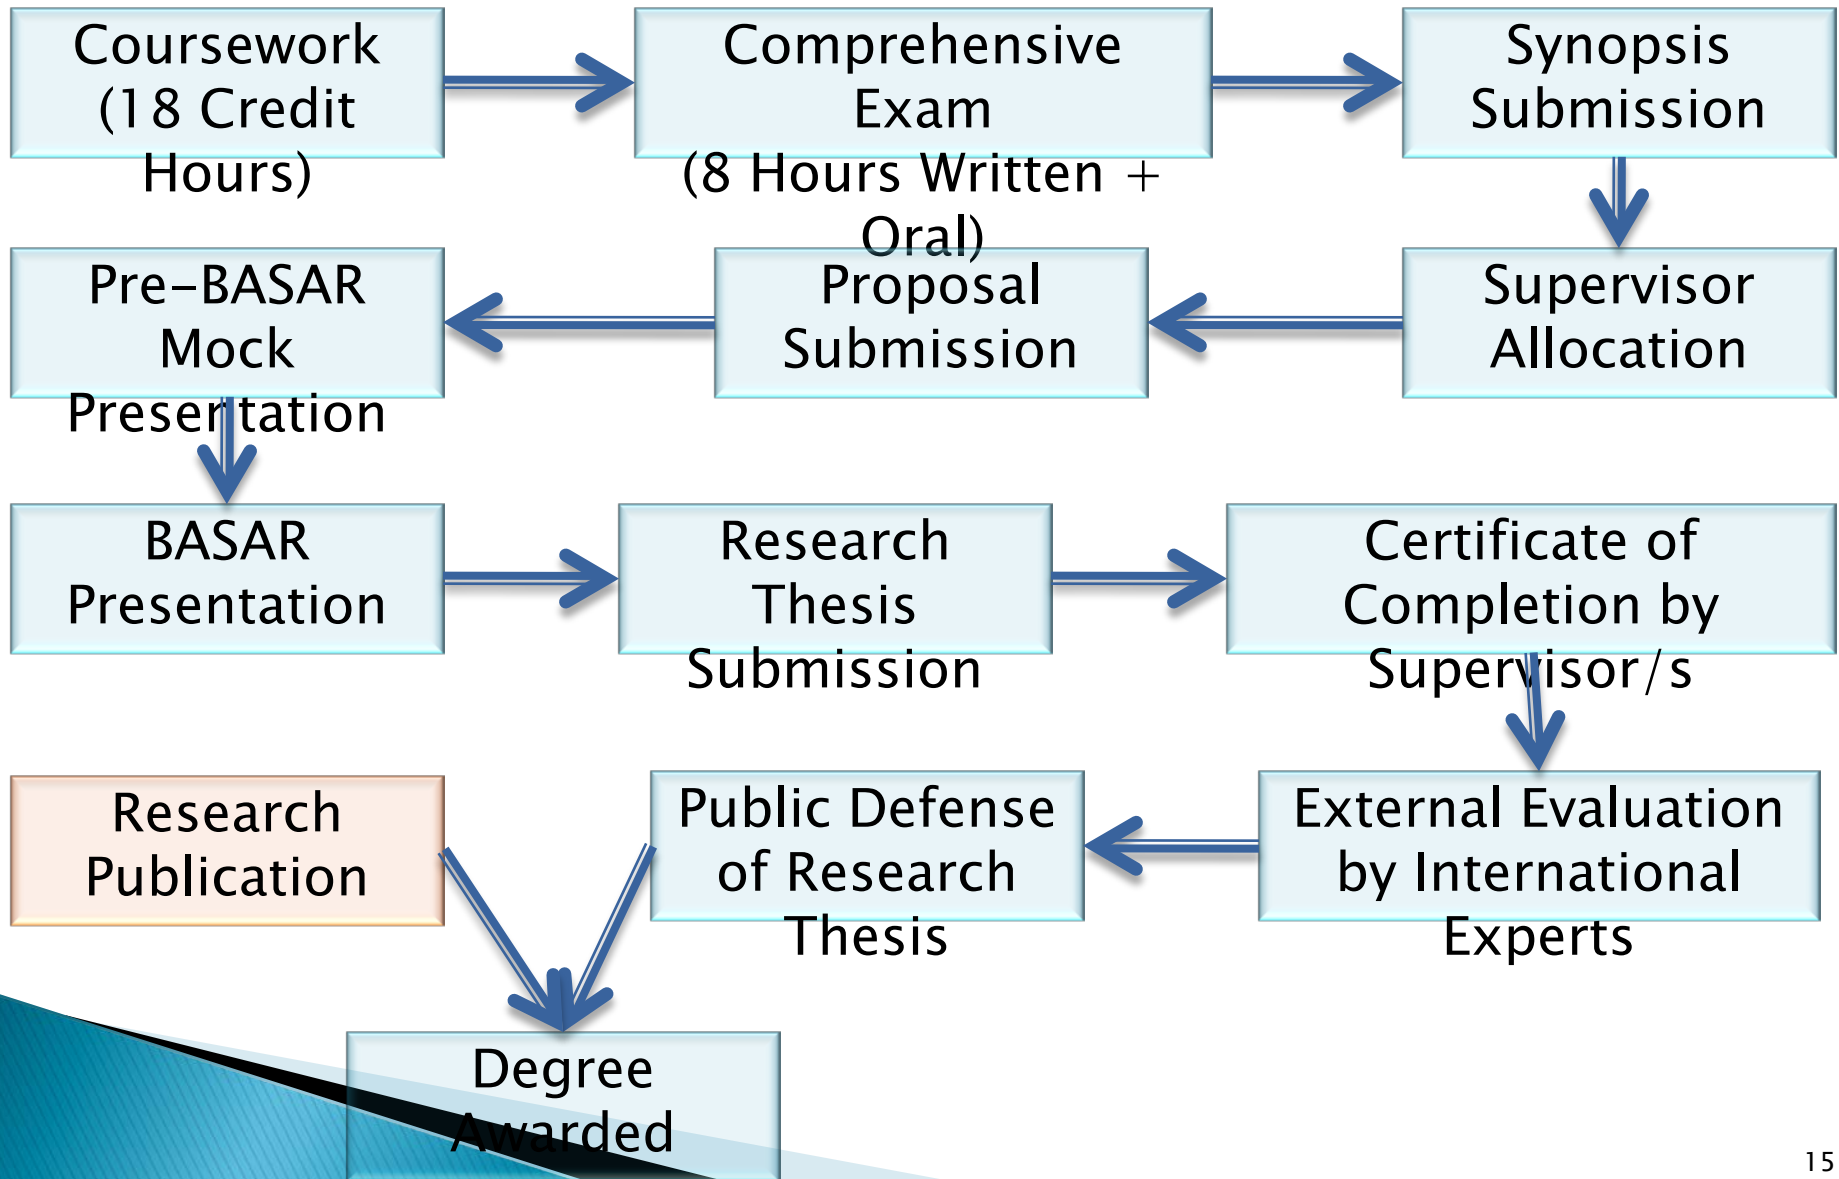 Coursework
(18 Credit
Hours)
Comprehensive
Exam
(8 Hours Written +
Oral)
Synopsis
Submission
Supervisor
Allocation
Proposal
Submission
Pre-BASAR
Mock
Presentation
BASAR
Presentation
Research
Thesis
Submission
Certificate of
Completion by
Supervisor/s
External Evaluation
by International
Experts
Public Defense
of Research
Thesis
Research
Publication
Degree
Awarded
15